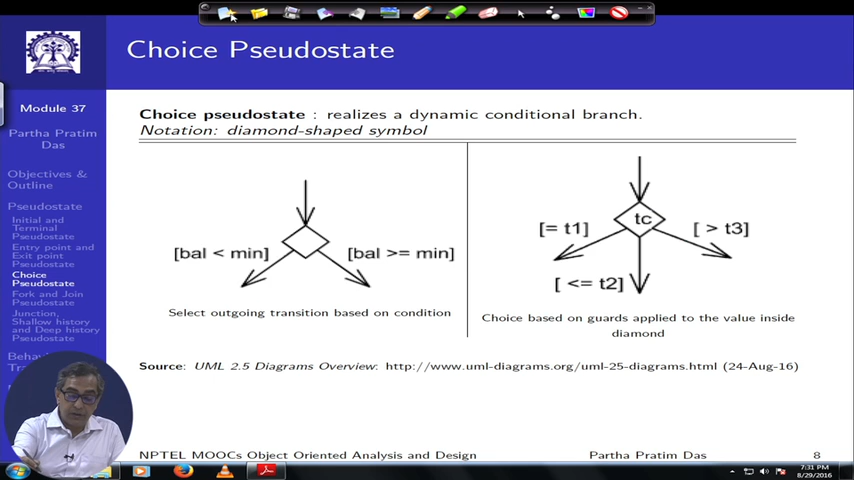 Choice Pseudostate
Module 37
Partha Pratim
Das
Objectives &
Outline
Pseudostate
Initial and
Terminal
Pseudostate
Entry point and
Exit point
Pseudostate
Choice
Pseudostate
Fork and Join
Pseudostate
Junction,
Shallow history
and Deep history
Pseudostate
Choice pseudostate : realizes a dynamic conditional branch.
Notation: diamond-shaped symbol
[bal < min]
[bal >= min]
Select outgoing transition based on condition
tc
[= t1]
[ > t3]
[ <= t2]
Choice based on guards applied to the value inside
diamond
Source: UML 2.5 Diagrams Overview: http://www.uml-diagrams.org/uml-25-diagrams.html (24-Aug-16)
NPTEL MOOCs Object Oriented Analysis and Design
Partha Pratim Das
8
7:31 PM
8/29/2016